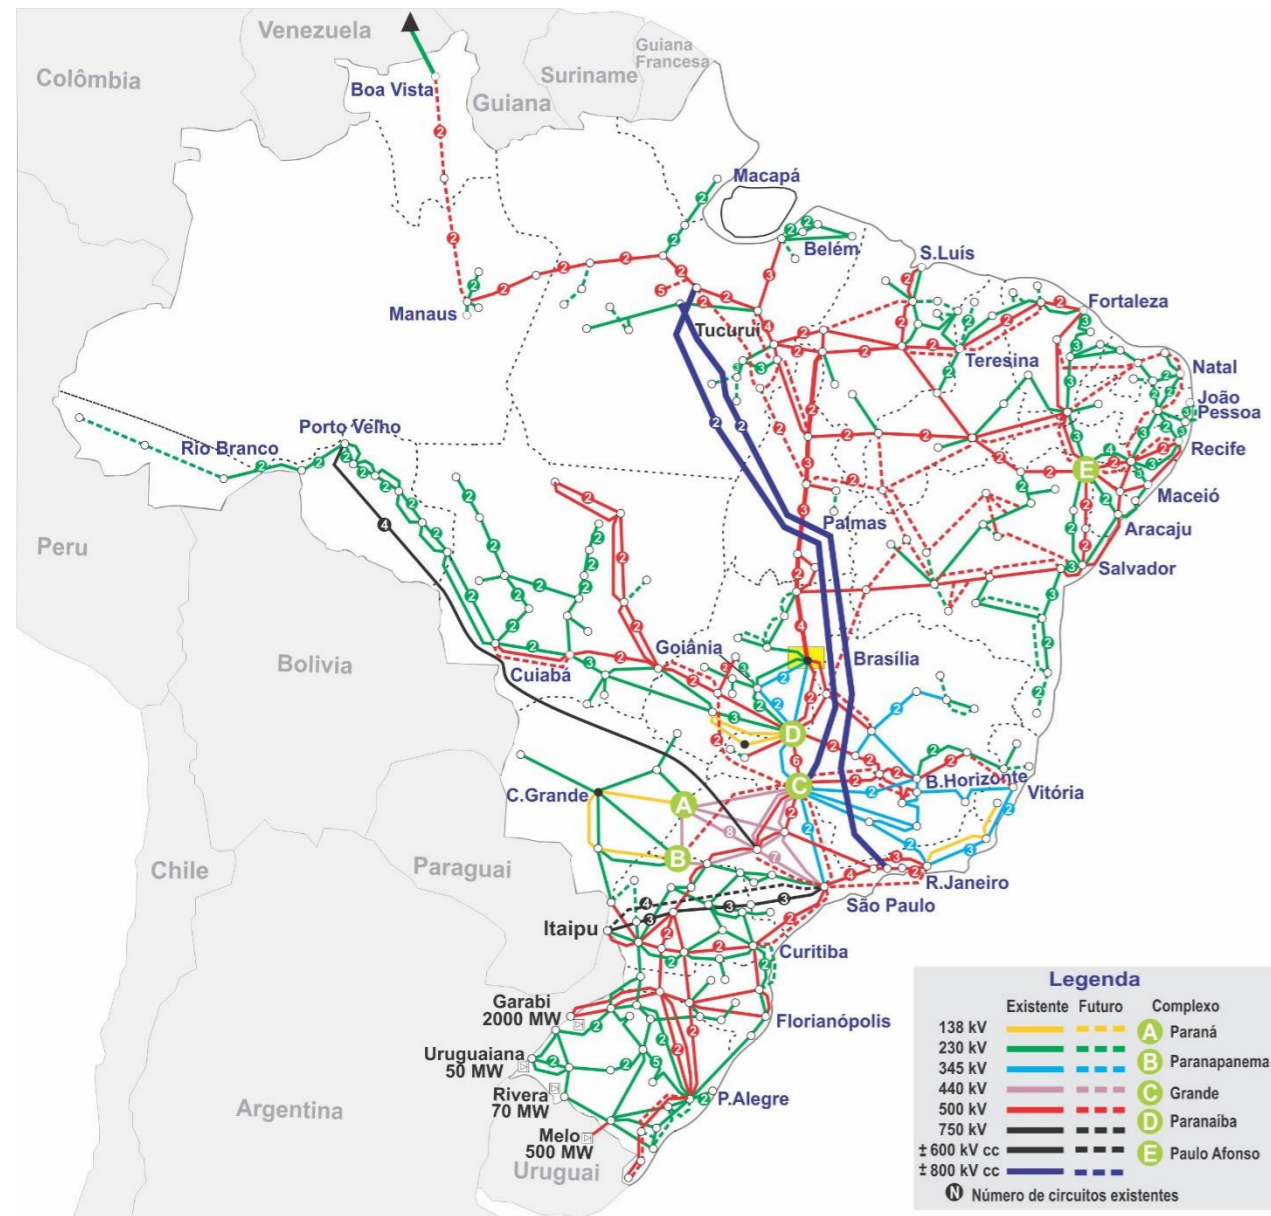 Venezuela
Guiana
Francesa
Colômbia
Suriname
Boa Vista
Guiana
Macapá
Belém
S.Luís
Manaus
Fortaleza
Tucuruí
Teresina
Natal
João
Pessoa
Porto Velho
Rio Branco
Recife
E
Maceió
Palmas
Aracaju
Peru
Salvador
Goiânia
Brasília
Bolivia
Cuiabá
D
B.Horizonte
C
Vitória
C.Grande
A
B
Chile
Paraguai
R.Janeiro
São Paulo
Itaipu
Curitiba
Garabi
2000 MW
Florianópolis
Uruguaiana
50 MW
Rivera
70 MW
P.Alegre
Argentina
Melo
500 MW
Uruguai
Legenda
Existente Futuro Complexo
138 kV
230 kV
345 kV
440 kV
500 kV
750 kV
± 600 kV cc
± 800 kV cc
A Paraná
B Paranapanema
C Grande
D Paranaíba
E Paulo Afonso
N Número de circuitos existentes